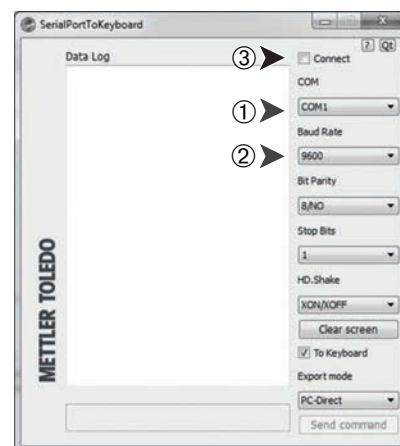 SerialPortToKeyboard
? Qt
Data Log
③ Connect
COM
① COM1
Baud Rate
② 9600
Bit Parity
8/NO
Stop Bits
1
HD.Shake
XON/XOFF
Clear screen
To Keyboard
Export mode
PC-Direct
Send command
METTLER TOLEDO